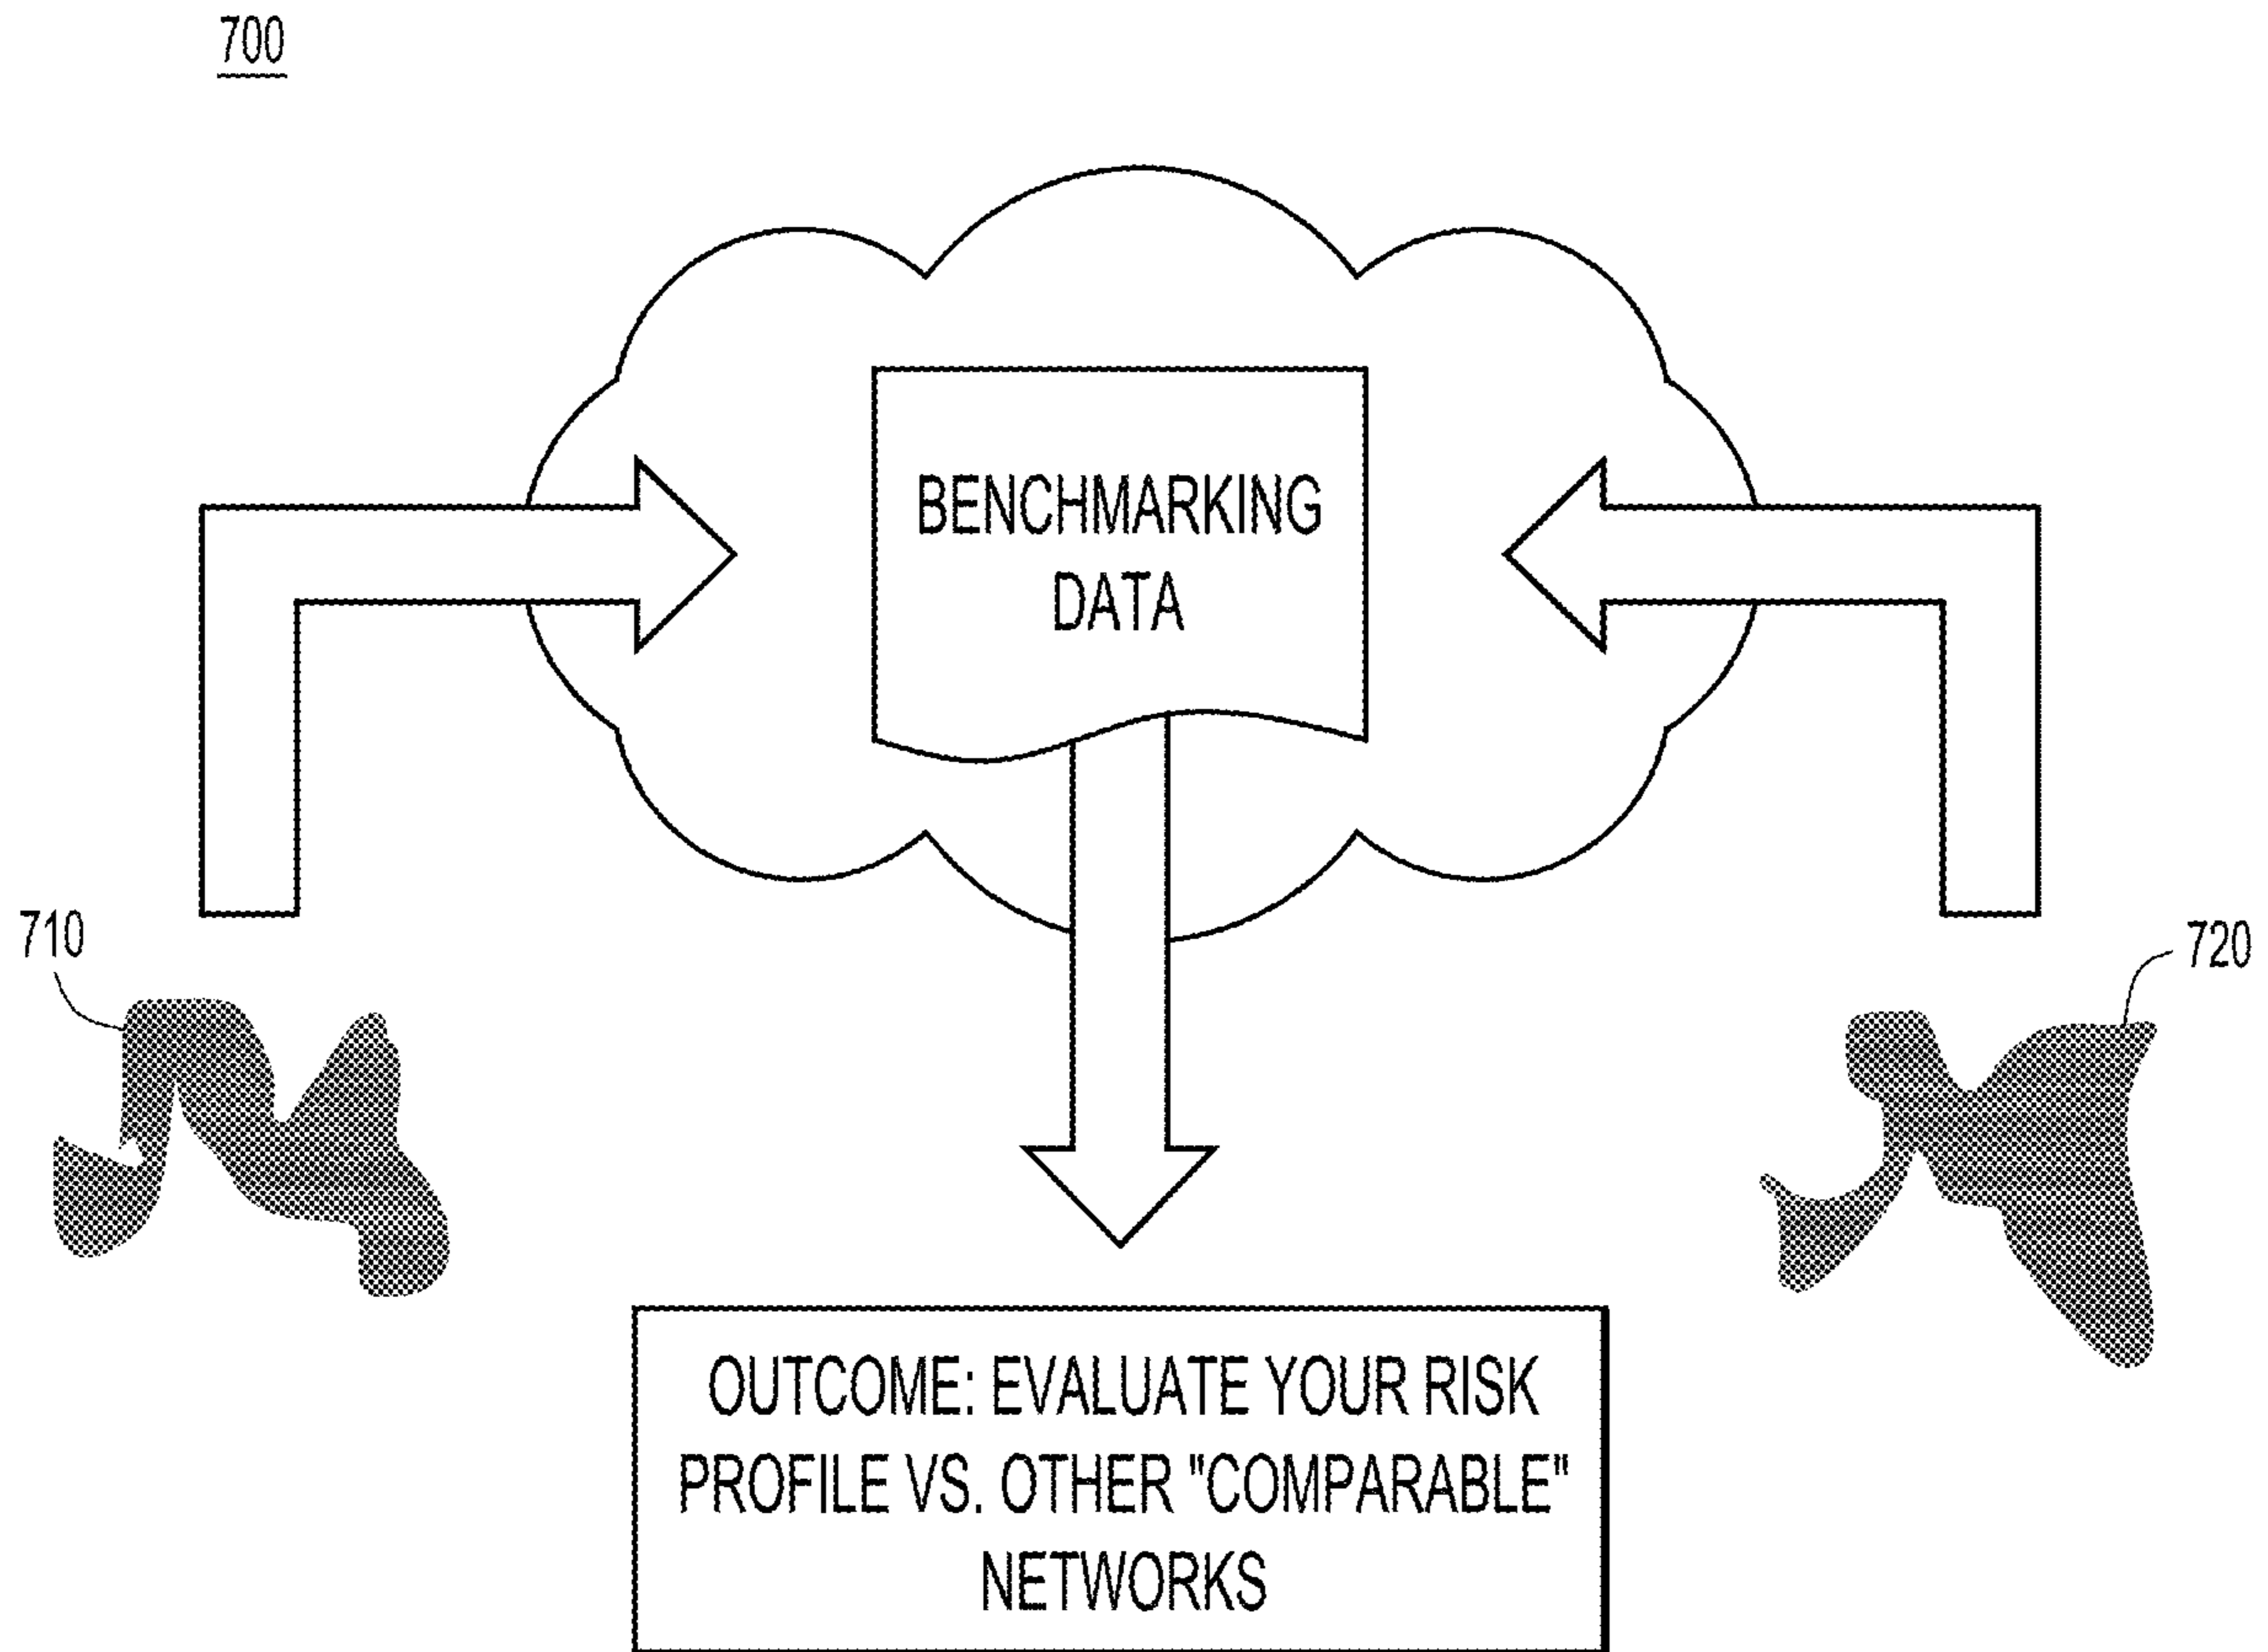 700
BENCHMARKING
DATA
710
720
OUTCOME: EVALUATE YOUR RISK
PROFILE VS. OTHER "COMPARABLE"
NETWORKS